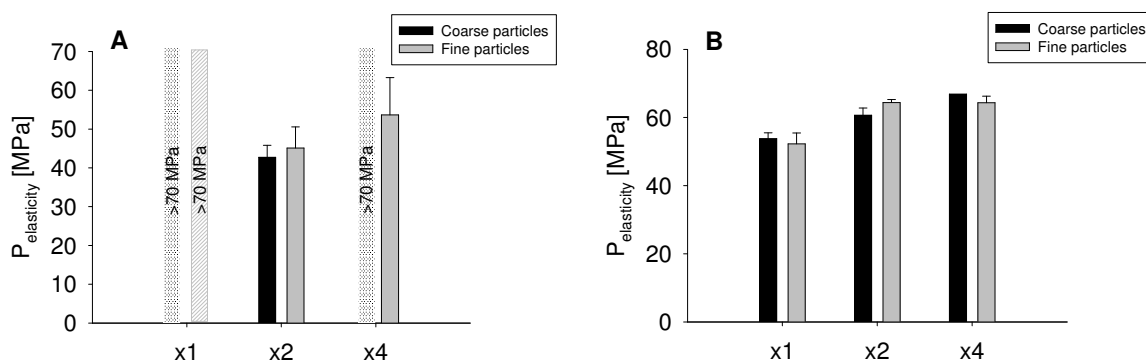 A
Coarse particles
Fine particles
P_elasticity [MPa]
70
60
50
40
30
20
10
0
>70 MPa
>70 MPa
>70 MPa
x1
x2
x4
B
Coarse particles
Fine particles
P_elasticity [MPa]
80
60
40
20
0
x1
x2
x4